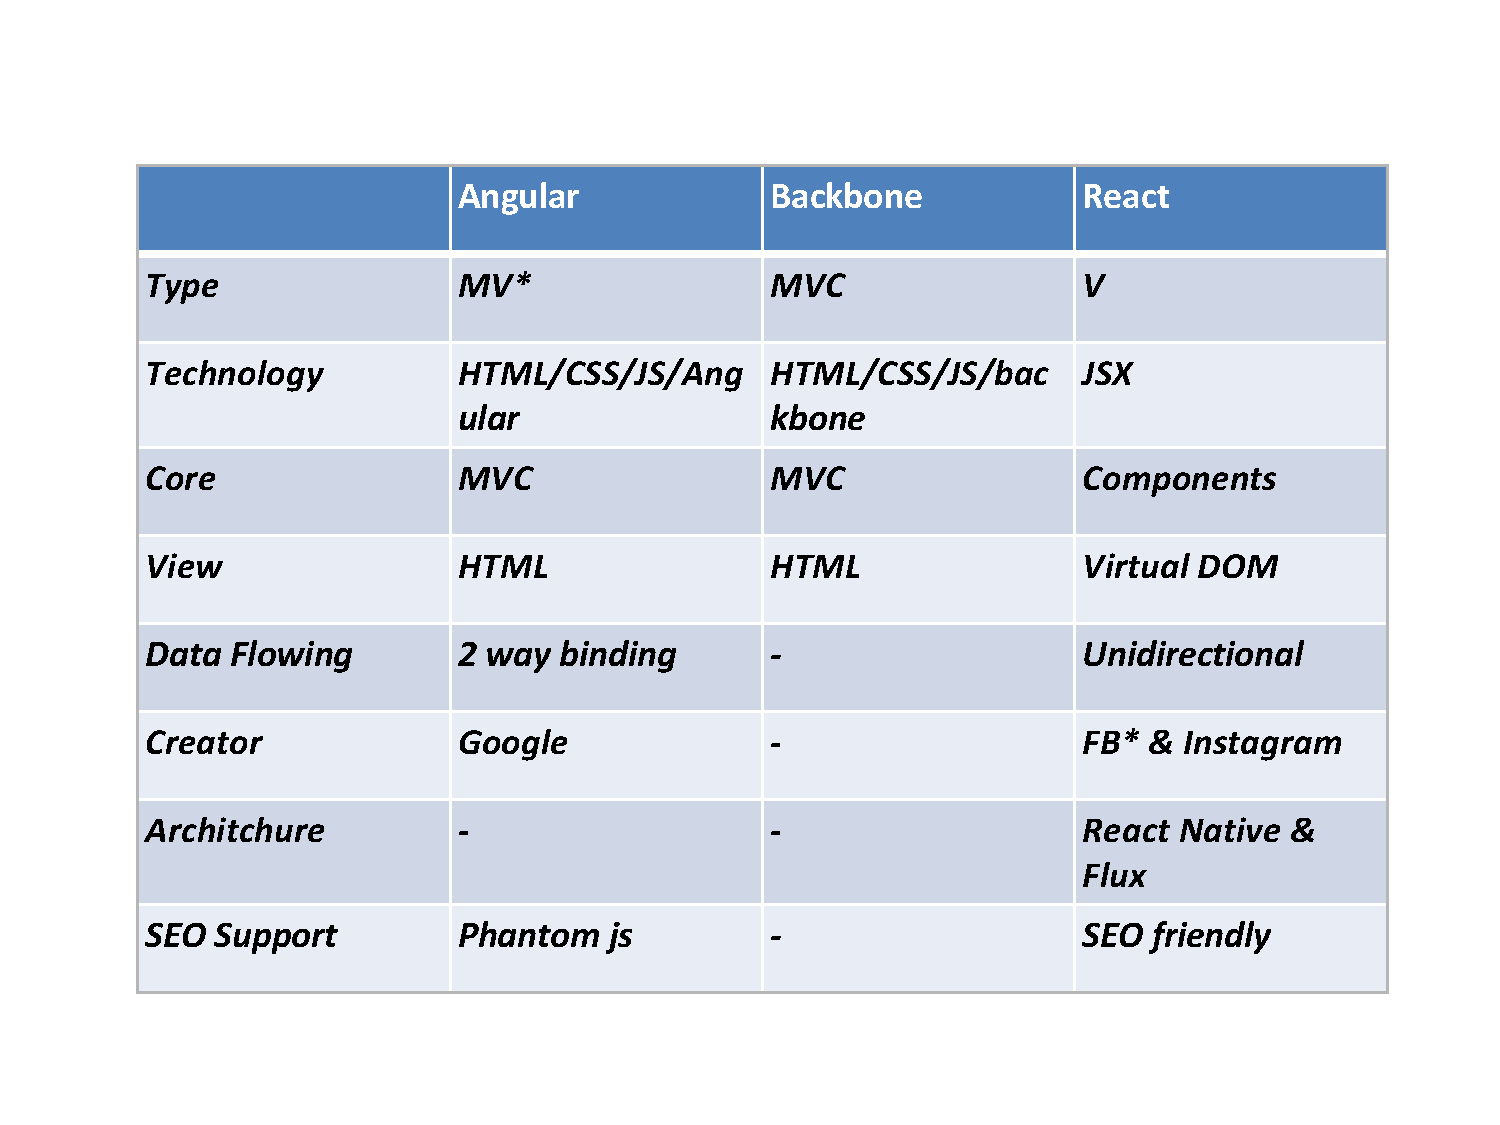 Angular Backbone React
Type MV* MVC V
Technology HTML/CSS/JS/Ang HTML/CSS/JS/bac JSX
ular kbone
Core MVC MVC Components
View HTML HTML Virtual DOM
Data Flowing 2 way binding - Unidirectional
Creator Google - FB* & Instagram
Architchure - - React Native &
Flux
SEO Support Phantom js - SEO friendly